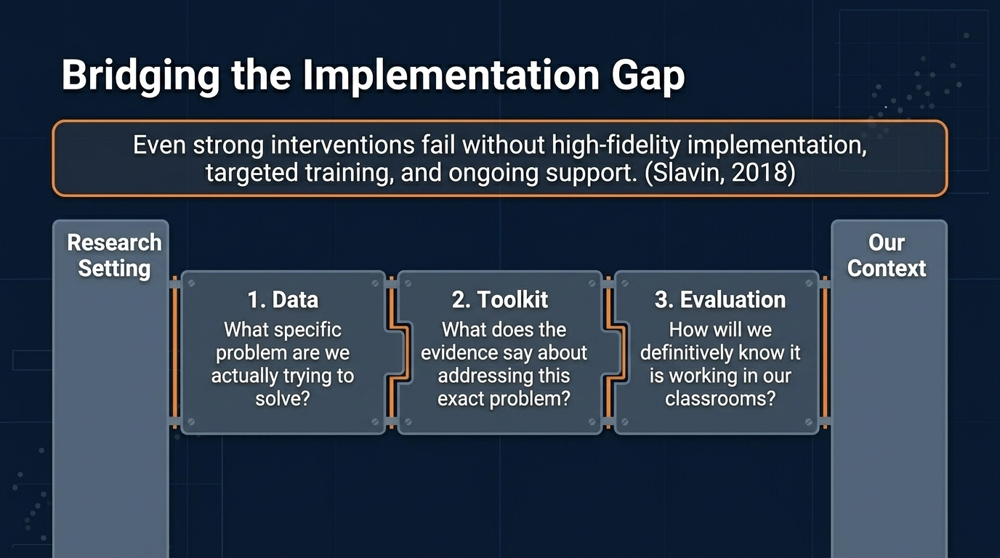 Bridging the Implementation Gap
Even strong interventions fail without high-fidelity implementation,
targeted training, and ongoing support. (Slavin, 2018)
Research
Setting
1. Data
What specific
problem are we
actually trying to
solve?
2. Toolkit
What does the
evidence say about
addressing this
exact problem?
3. Evaluation
How will we
definitively know it
is working in our
classrooms?
Our
Context